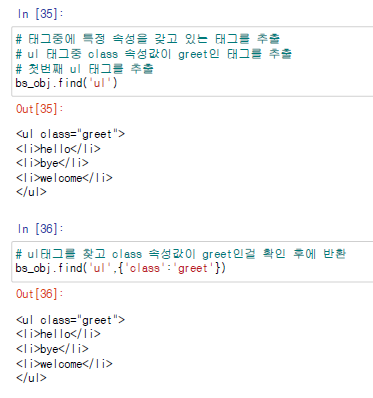 In [35]:
# 태그중에 특정 속성을 갖고 있는 태그를 추출
# ul 태그중 class 속성값이 greet인 태그를 추출
# 첫번째 ul 태그를 추출
bs_obj.find('ul')
Out[35]:
<ul class="greet">
<li>hello</li>
<li>bye</li>
<li>welcome</li>
</ul>
In [36]:
# ul태그를 찾고 class 속성값이 greet인걸 확인 후에 반환
bs_obj.find('ul',{'class':'greet'})
Out[36]:
<ul class="greet">
<li>hello</li>
<li>bye</li>
<li>welcome</li>
</ul>